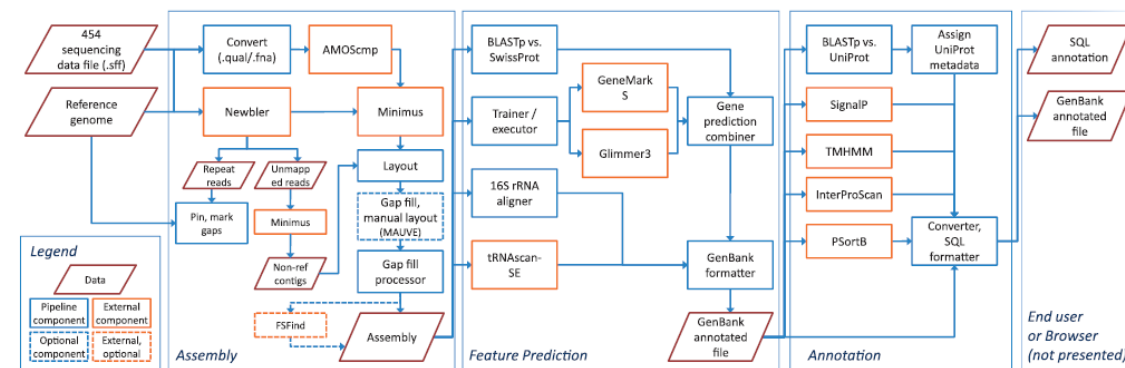 454
sequencing
data file (.sff)
Reference
genome
Convert
(.qual/.fna)
AMOScmp
Newbler
Minimus
Repeat
reads
Unmapp
ed reads
Layout
Pin, mark
gaps
Minimus
Gap fill,
manual layout
(MAUVE)
Non-ref
contigs
Gap fill
processor
FSFind
Assembly
Assembly
Legend
Data
Pipeline
component
External
component
Optional
component
External,
optional
BLASTp vs.
SwissProt
Trainer /
executor
GeneMark
S
Glimmer3
Gene
prediction
combiner
16S rRNA
aligner
tRNAscan-
SE
GenBank
formatter
GenBank
annotated
file
Feature Prediction
BLASTp vs.
UniProt
Assign
UniProt
metadata
SignalP
TMHMM
InterProScan
PSortB
Converter,
SQL
formatter
Annotation
SQL
annotation
GenBank
annotated
file
End user
or Browser
(not presented)